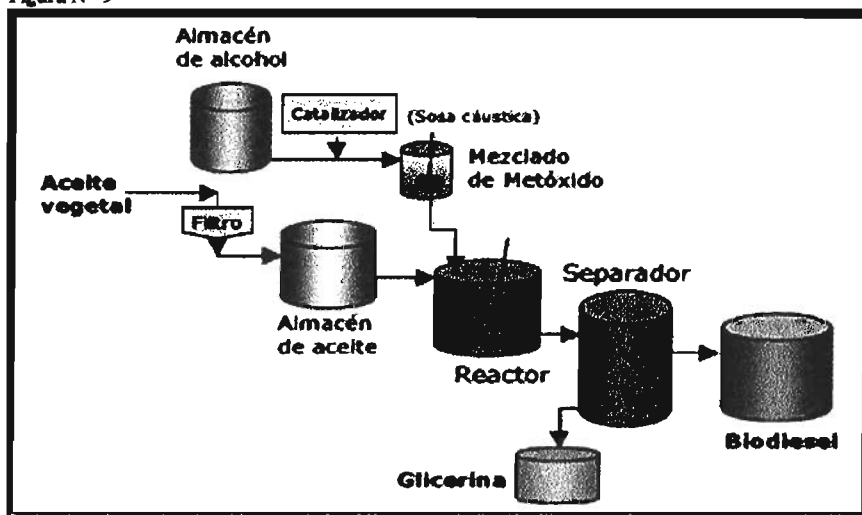 Almacén
de alcohol
Catalizador
(Sosa cáustica)
Mezclado
de Metóxido
Aceite
vegetal
Filtro
Almacén
de aceite
Reactor
Separador
Biodiesel
Glicerina